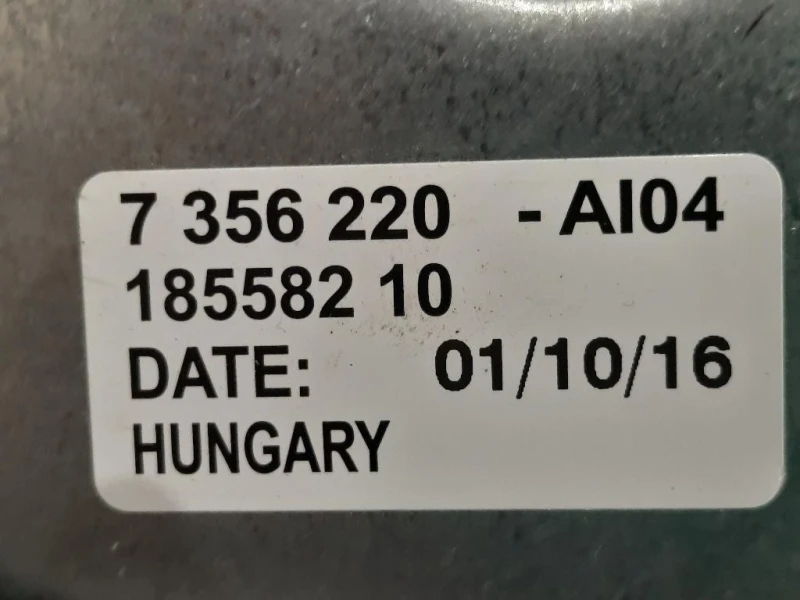 7 356 220 - AI04
185582 10
DATE: 01/10/16
HUNGARY